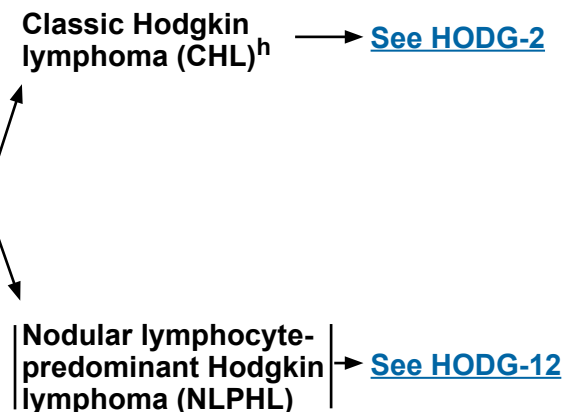 Classic Hodgkin
lymphoma (CHL)h
See HODG-2
Nodular lymphocyte-
predominant Hodgkin
lymphoma (NLPHL)
See HODG-12